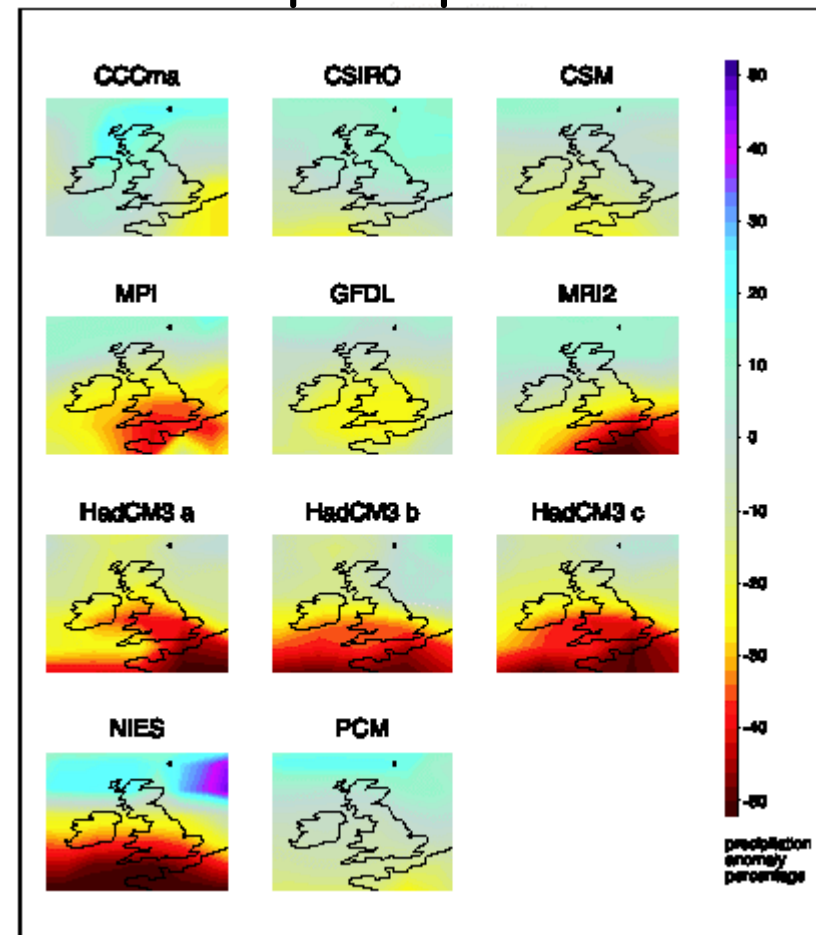 CCCma CSIRO CSM
MPI GFDL MRI2
HadCM3 a HadCM3 b HadCM3 c
NIES PCM
50
40
30
20
10
0
-10
-20
-30
-40
-50
precipitation
anomaly
percentage